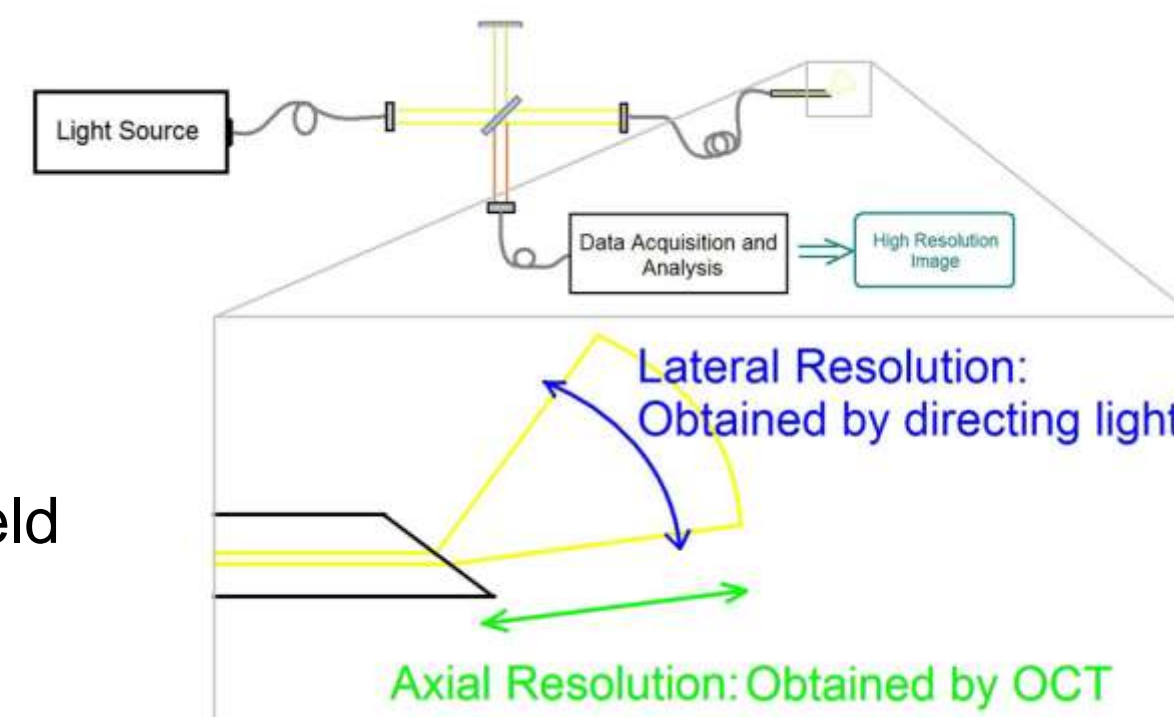 Light Source
Data Acquisition and
Analysis
High Resolution
Image
Lateral Resolution:
Obtained by directing light
eld
Axial Resolution: Obtained by OCT